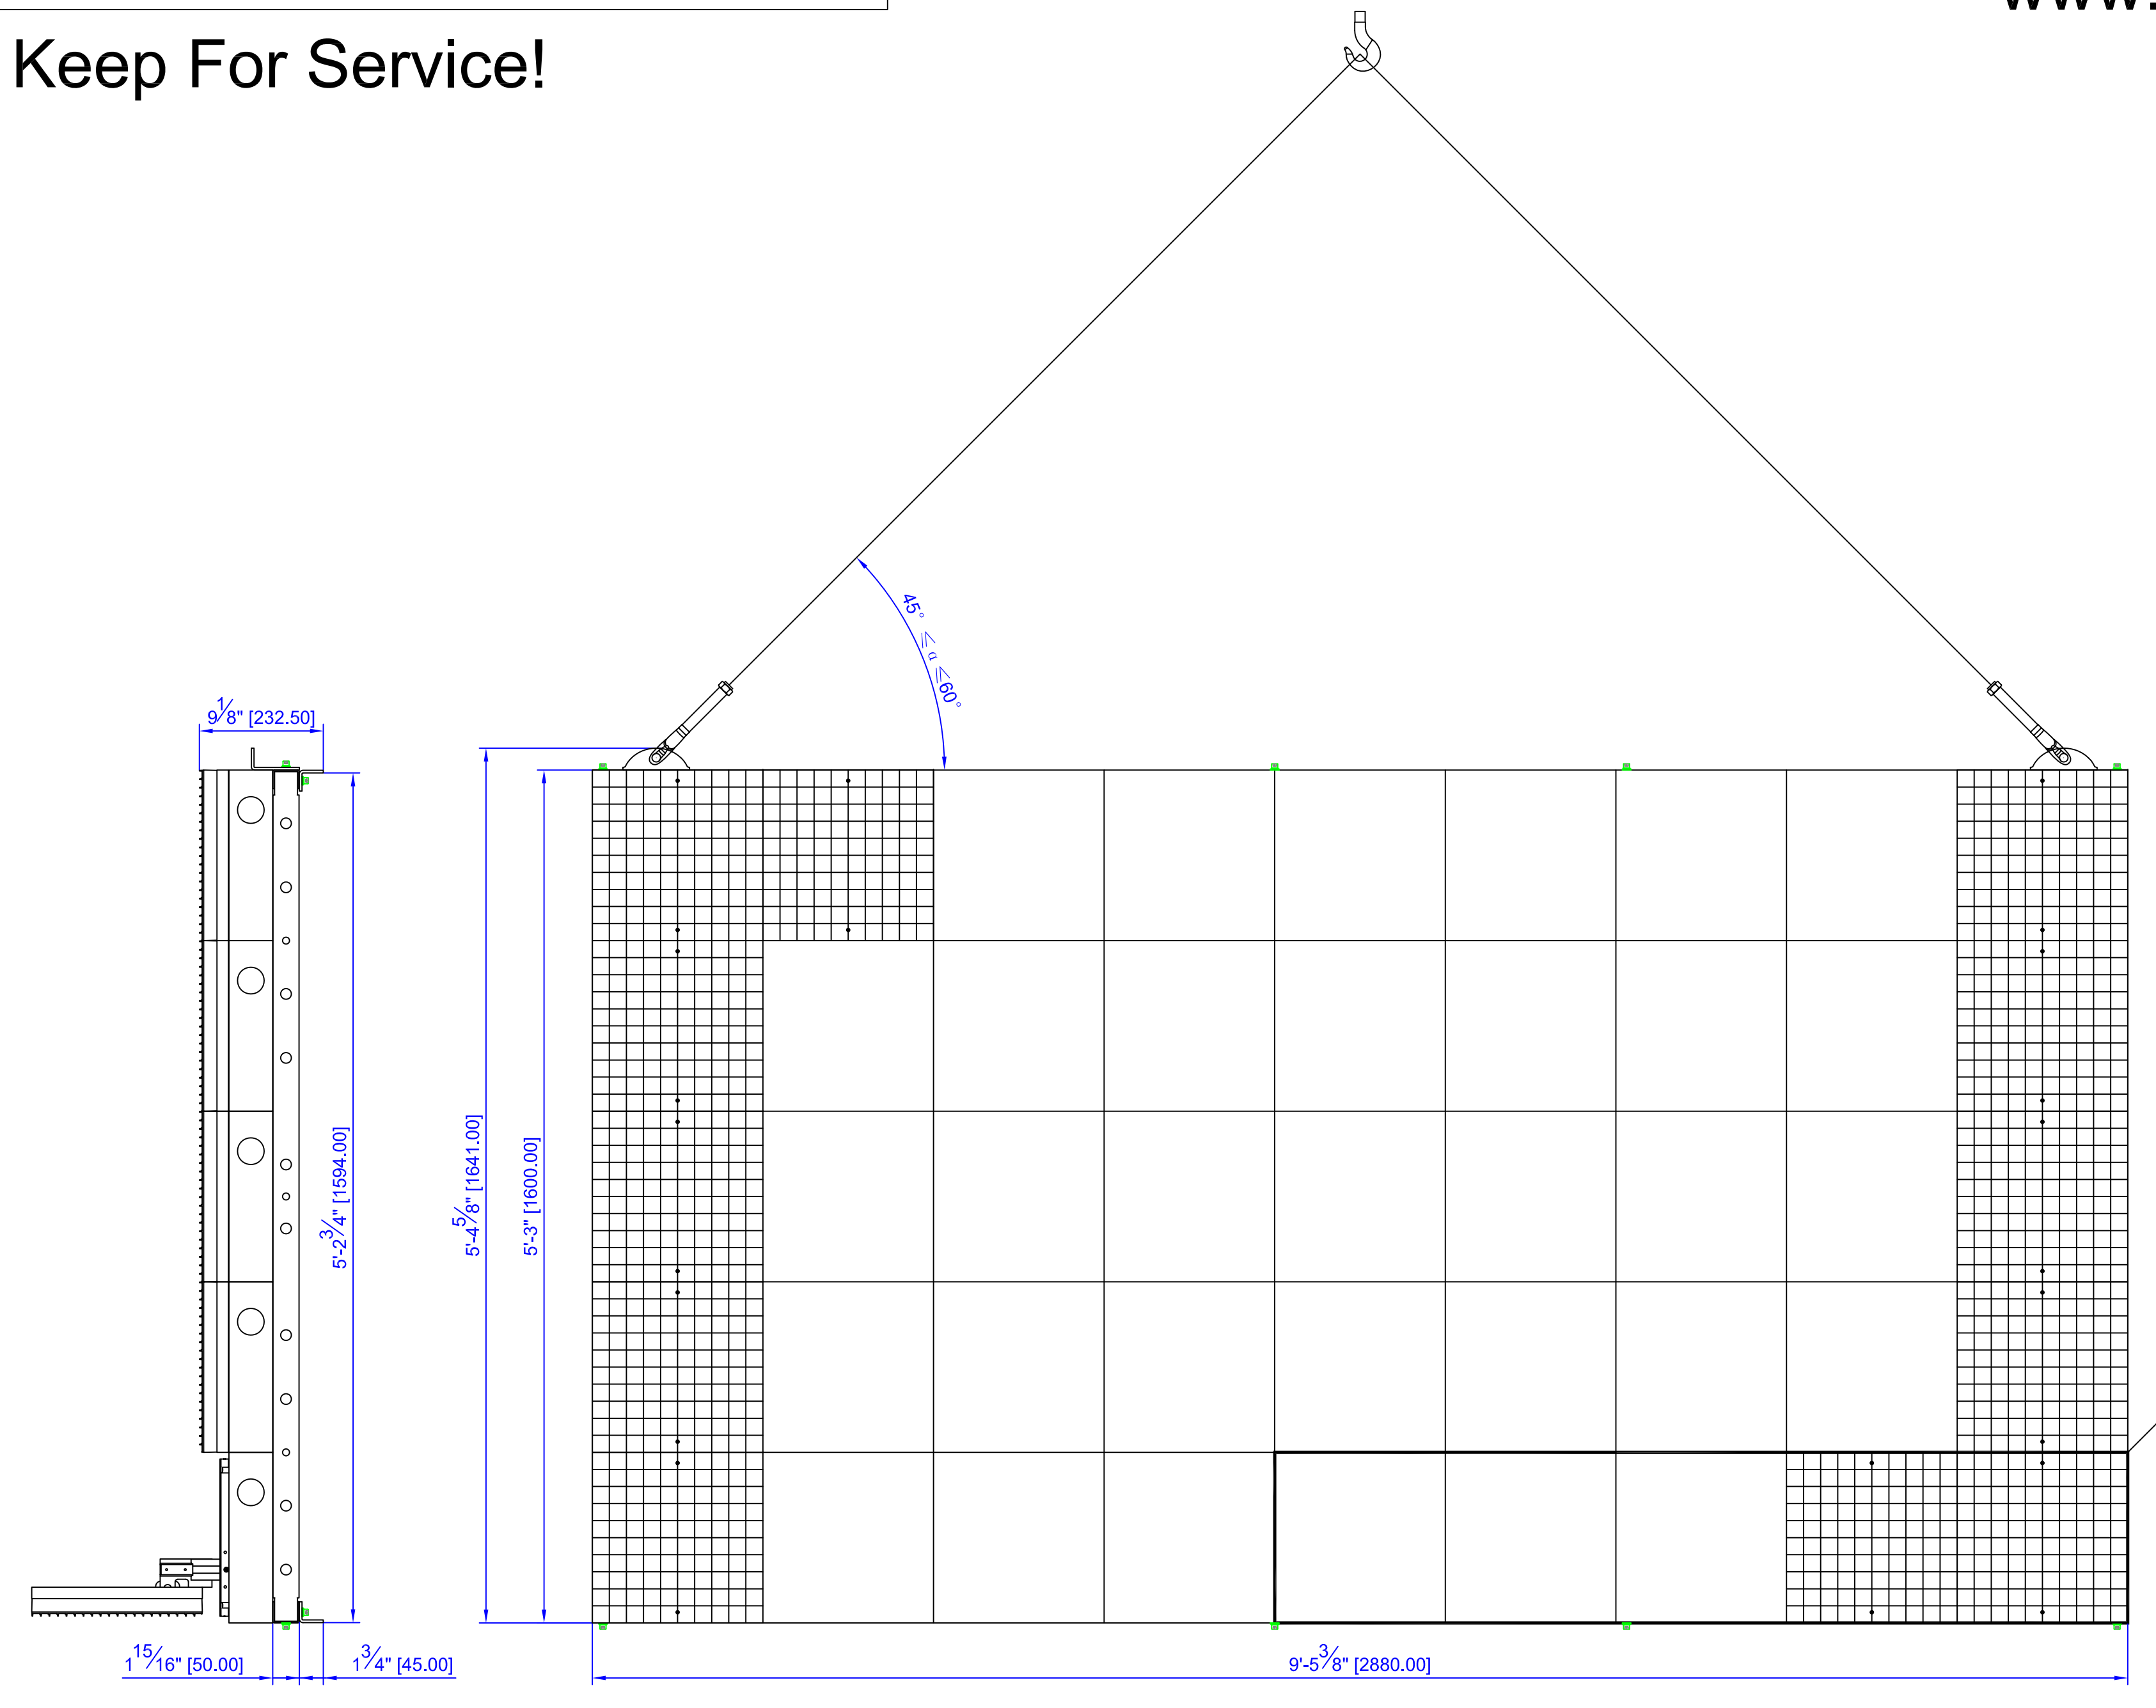 www.
Keep For Service!
45° ≤ a ≤60°
9 1/8" [232.50]
5'-2 3/4" [1594.00]
5'-4 5/8" [1641.00]
5'-3" [1600.00]
1 15/16" [50.00]
1 3/4" [45.00]
9'-5 3/8" [2880.00]